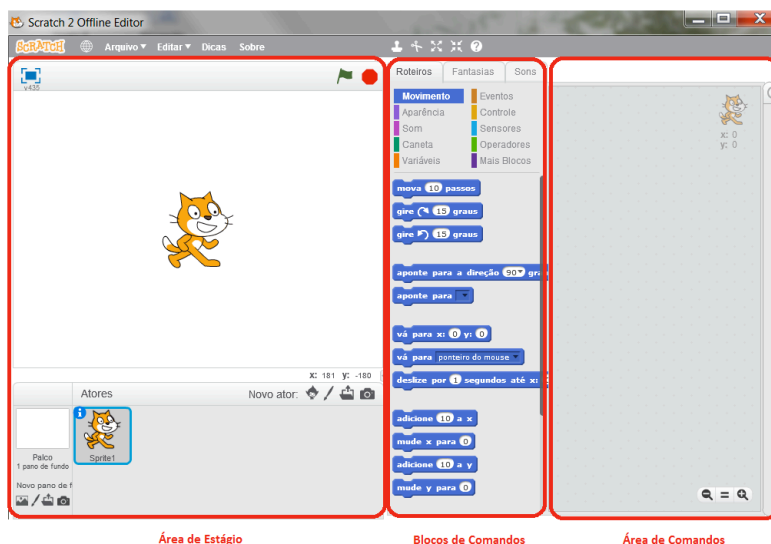 Scratch 2 Offline Editor
SCRATCH Arquivo Editar Dicas Sobre
v435
Roteiros Fantasias Sons
Movimento Eventos
Aparência Controle
Som Sensores
Caneta Operadores
Variáveis Mais Blocos
x: 0
y: 0
mova 10 passos
gire 15 graus
gire 15 graus
aponte para a direção 90 gra
aponte para
vá para x: 0 y: 0
vá para ponteiro do mouse
deslize por 1 segundos até x:
adicione 10 a x
mude x para 0
adicione 10 a y
mude y para 0
x: 181 y: -180
Atores Novo ator:
Palco
1 pano de fundo
Sprite1
Novo pano de f
Área de Estágio Blocos de Comandos Área de Comandos